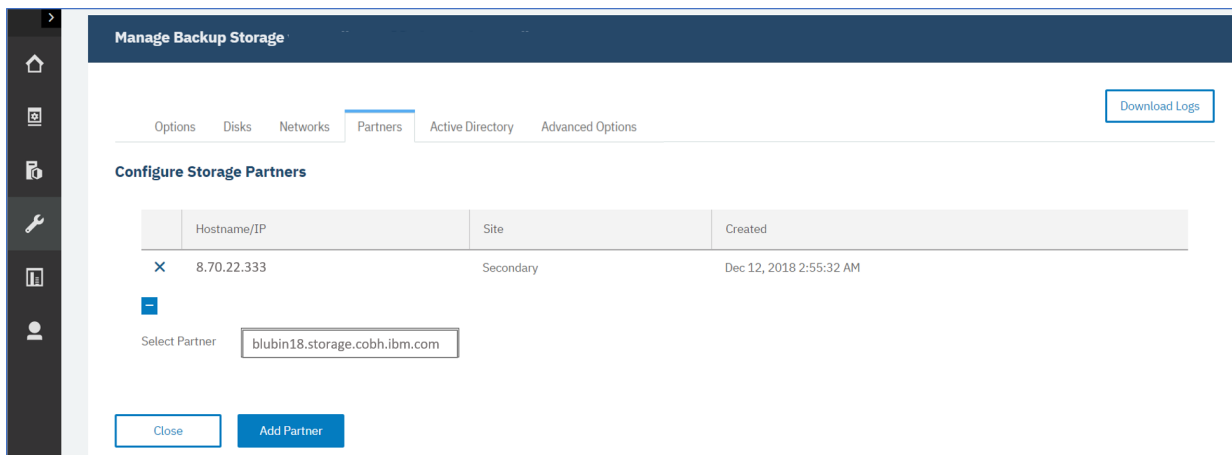 Manage Backup Storage
Download Logs
Options Disks Networks Partners Active Directory Advanced Options
Configure Storage Partners
Hostname/IP Site Created
8.70.22.333 Secondary Dec 12, 2018 2:55:32 AM
Select Partner blubin18.storage.cobh.ibm.com
Close Add Partner